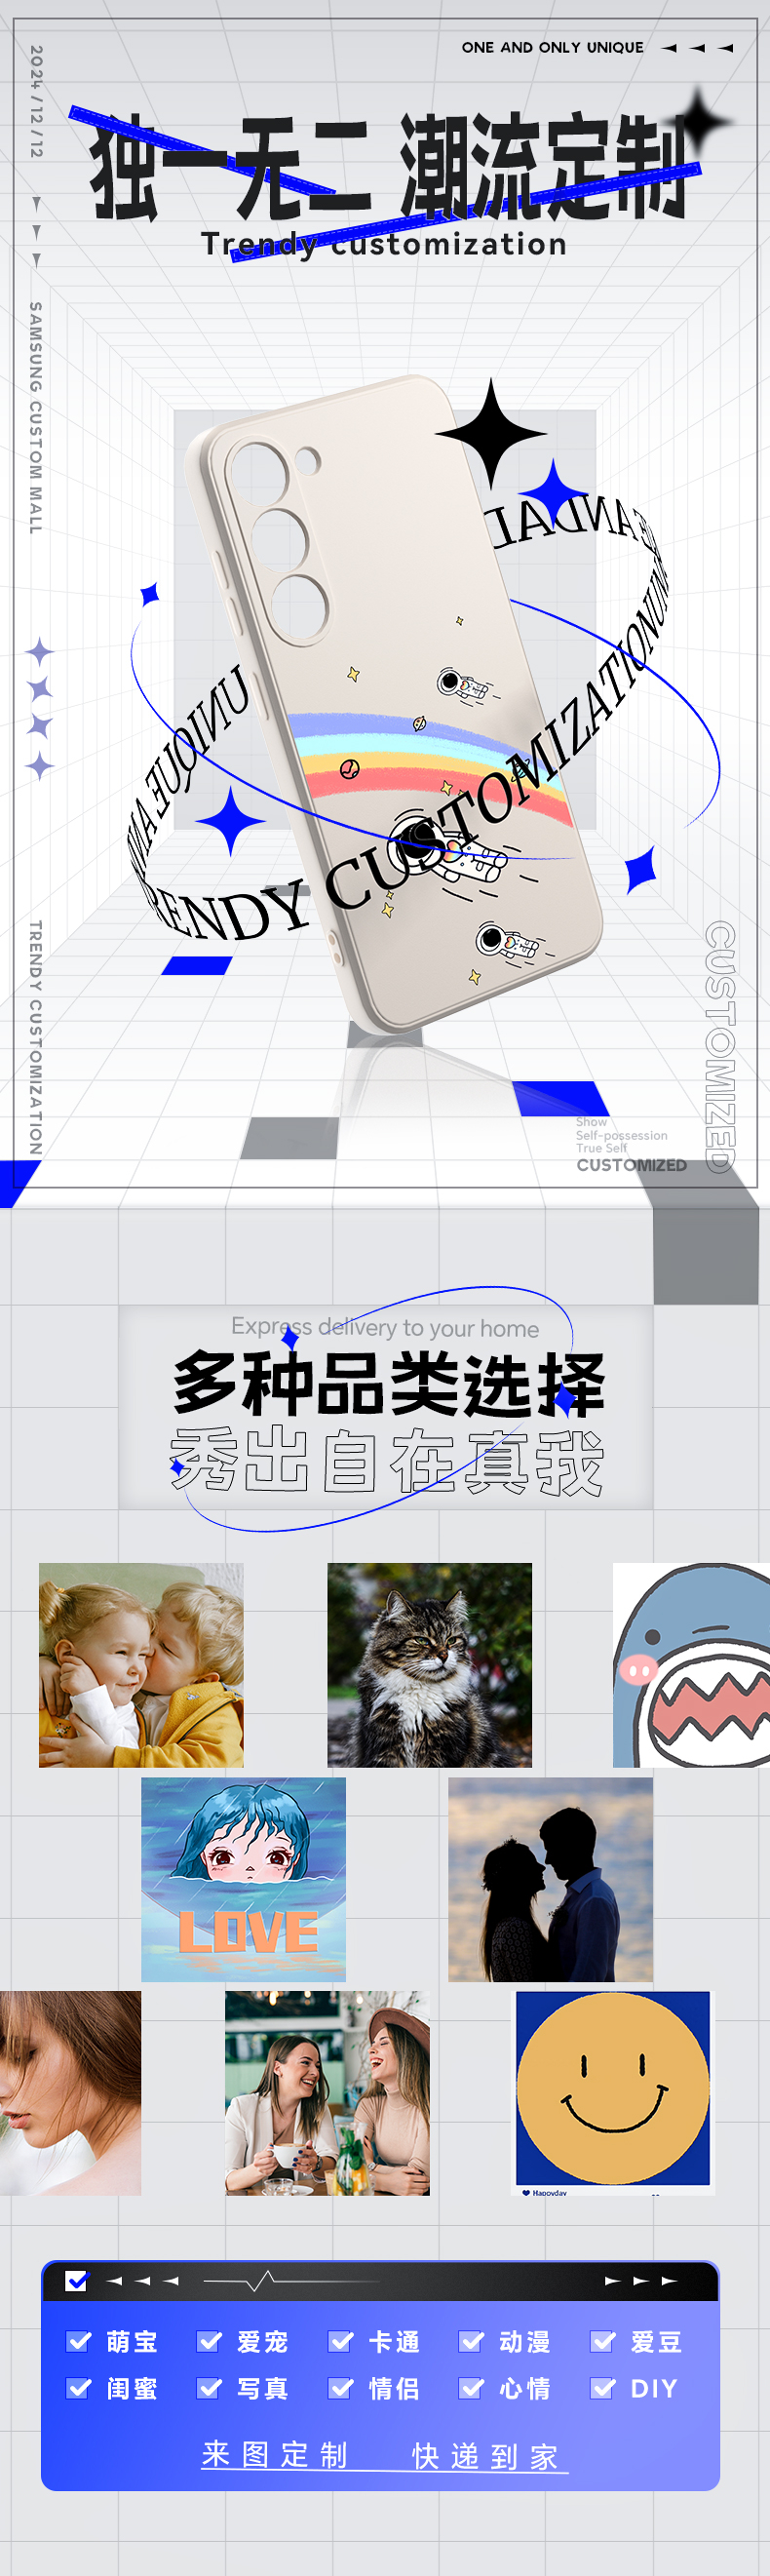 ONE AND ONLY UNIQUE
2024/12/12
独一无二 潮流定制
Trendy customization
SAMSUNG CUSTOM MALL
TRENDY CUSTOMIZATION
TRENDY CUSTOMIZATION
UNIQUE
CUSTOMIZED
Show
Self-possession
True Self
CUSTOMIZED
Express delivery to your home
多种品类选择
秀出自在真我
LOVE
Happyday
萌宝 爱宠 卡通 动漫 爱豆
闺蜜 写真 情侣 心情 DIY
来图定制 快递到家